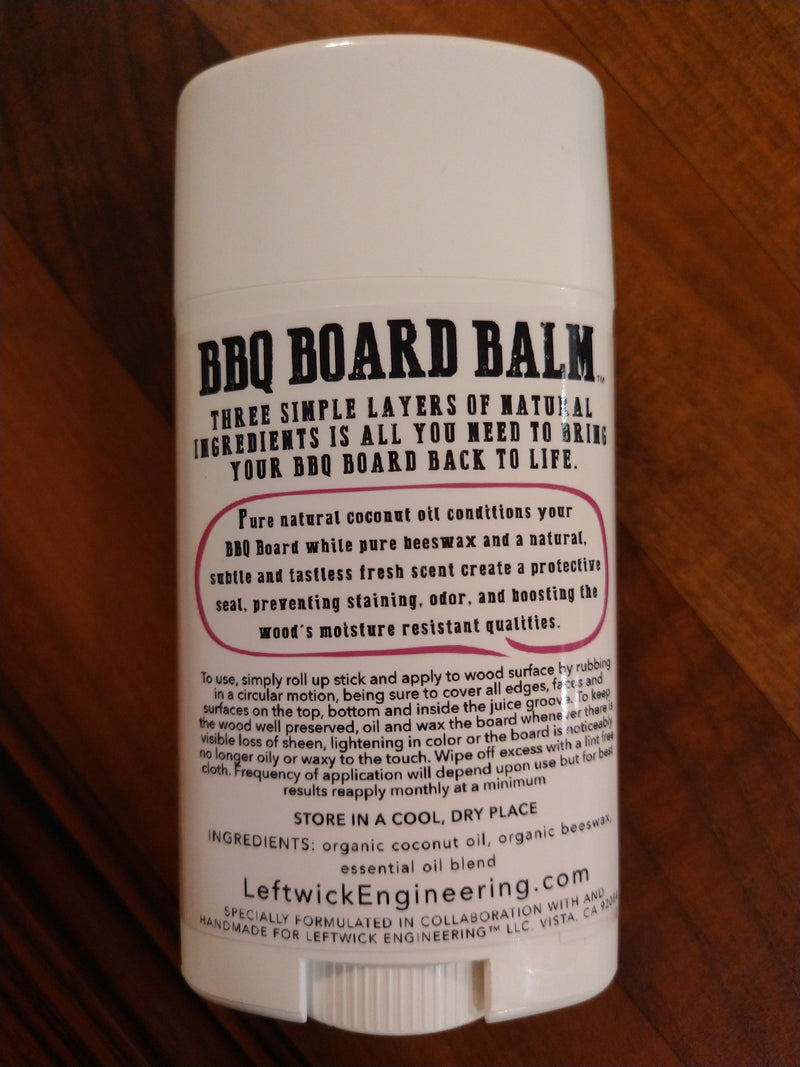 BBQ BOARD BALM™
THREE SIMPLE LAYERS OF NATURAL
INGREDIENTS IS ALL YOU NEED TO BRING
YOUR BBQ BOARD BACK TO LIFE.
Pure natural coconut oil conditions your
BBQ Board while pure beeswax and a natural,
subtle and tastless fresh scent create a protective
seal, preventing staining, odor, and boosting the
wood's moisture resistant qualities.
To use, simply roll up stick and apply to wood surface by rubbing
in a circular motion, being sure to cover all edges, faces and
surfaces on the top, bottom and inside the juice groove. To keep
the wood well preserved, oil and wax the board whenever there is
visible loss of sheen, lightening in color or the board is noticeably
no longer oily or waxy to the touch. Wipe off excess with a lint free
cloth. Frequency of application will depend upon use but for best
results reapply monthly at a minimum
STORE IN A COOL, DRY PLACE
INGREDIENTS: organic coconut oil, organic beeswax,
essential oil blend
LeftwickEngineering.com
SPECIALLY FORMULATED IN COLLABORATION WITH AND
HANDMADE FOR LEFTWICK ENGINEERING™ LLC. VISTA, CA